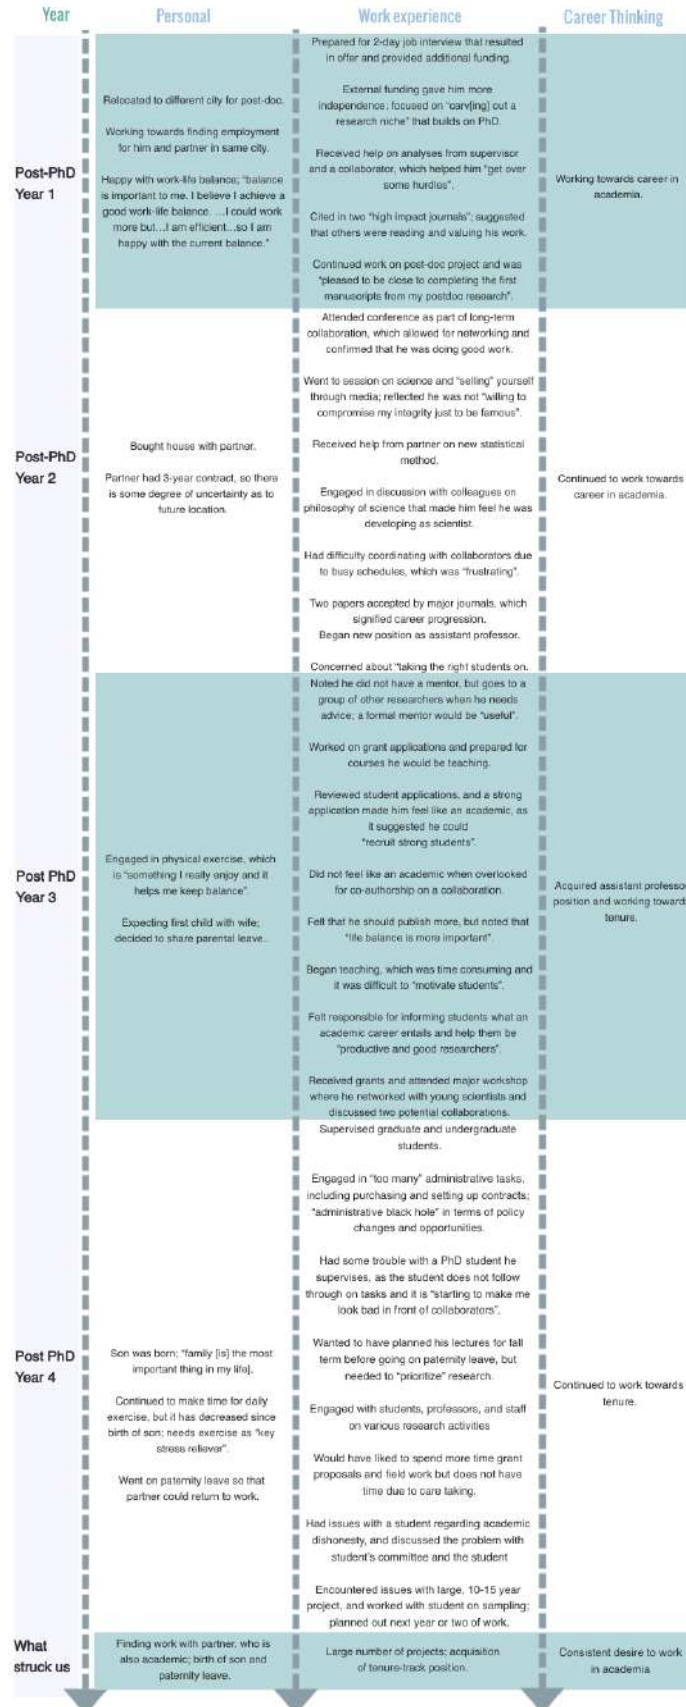 Year
Personal
Work experience
Career Thinking
Post-PhD
Year 1
Relocated to different city for post-doc.
Working towards finding employment
for him and partner in same city.
Happy with work-life balance; "balance
is important to me. I believe I achieve a
good work-life balance. ...I could work
more but...I am efficient...so I am
happy with the current balance."
Prepared for 2-day job interview that resulted
in offer and provided additional funding.
External funding gave him more
independence; focused on "carv[ing] out a
research niche" that builds on PhD.
Received help on analyses from supervisor
and a collaborator, which helped him "get over
some hurdles".
Cited in two "high impact journals"; suggested
that others were reading and valuing his work.
Continued work on post-doc project and was
"pleased to be close to completing the first
manuscripts from my postdoc research".
Working towards career in
academia.
Post-PhD
Year 2
Bought house with partner.
Partner had 3-year contract, so there
is some degree of uncertainty as to
future location.
Attended conference as part of long-term
collaboration, which allowed for networking and
confirmed that he was doing good work.
Went to session on science and "selling" yourself
through media; reflected he was not "willing to
compromise my integrity just to be famous".
Received help from partner on new statistical
method.
Engaged in discussion with colleagues on
philosophy of science that made him feel he was
developing as scientist.
Had difficulty coordinating with collaborators due
to busy schedules, which was "frustrating".
Two papers accepted by major journals, which
signified career progression.
Began new position as assistant professor.
Concerned about "taking the right students on.
Continued to work towards
career in academia.
Post PhD
Year 3
Engaged in physical exercise, which
is "something I really enjoy and it
helps me keep balance".
Expecting first child with wife;
decided to share parental leave..
Noted he did not have a mentor, but goes to a
group of other researchers when he needs
advice; a formal mentor would be "useful".
Worked on grant applications and prepared for
courses he would be teaching.
Reviewed student applications, and a strong
application made him feel like an academic, as
it suggested he could
"recruit strong students".
Did not feel like an academic when overlooked
for co-authorship on a collaboration.
Felt that he should publish more, but noted that
"life balance is more important".
Began teaching, which was time consuming and
it was difficult to "motivate students".
Felt responsible for informing students what an
academic career entails and help them be
"productive and good researchers".
Received grants and attended major workshop
where he networked with young scientists and
discussed two potential collaborations.
Acquired assistant professor
position and working towards
tenure.
Post PhD
Year 4
Son was born; "family [is] the most
important thing in my life].
Continued to make time for daily
exercise, but it has decreased since
birth of son; needs exercise as "key
stress reliever".
Went on paternity leave so that
partner could return to work.
Supervised graduate and undergraduate
students.
Engaged in "too many" administrative tasks,
including purchasing and setting up contracts;
"administrative black hole" in terms of policy
changes and opportunities.
Had some trouble with a PhD student he
supervises, as the student does not follow
through on tasks and it is "starting to make me
look bad in front of collaborators".
Wanted to have planned his lectures for fall
term before going on paternity leave, but
needed to "prioritize" research.
Engaged with students, professors, and staff
on various research activities
Would have liked to spend more time grant
proposals and field work but does not have
time due to care taking.
Had issues with a student regarding academic
dishonesty, and discussed the problem with
student's committee and the student
Encountered issues with large, 10-15 year
project, and worked with student on sampling;
planned out next year or two of work.
Continued to work towards
tenure.
What
struck us
Finding work with partner, who is
also academic; birth of son and
paternity leave.
Large number of projects; acquisition
of tenure-track position.
Consistent desire to work
in academia